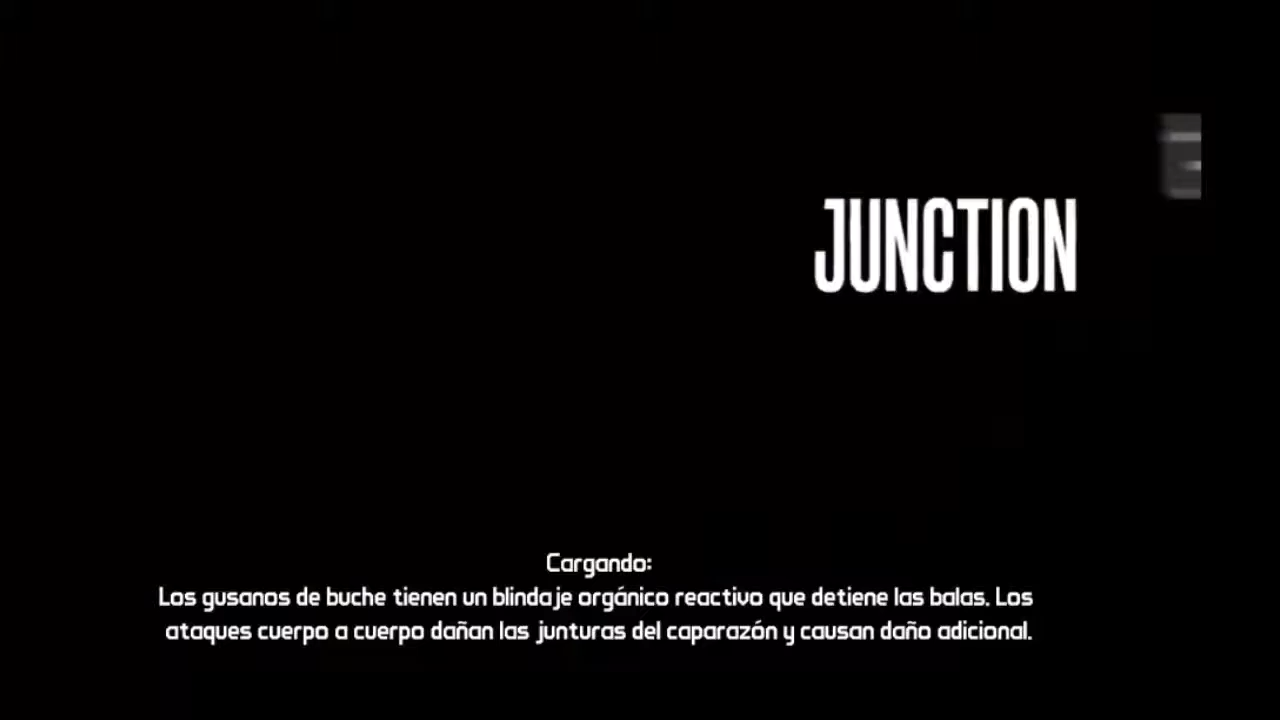 JUNCTION
Cargando:
Los gusanos de buche tienen un blindaje orgánico reactivo que detiene las balas. Los
ataques cuerpo a cuerpo dañan las junturas del caparazón y causan daño adicional.